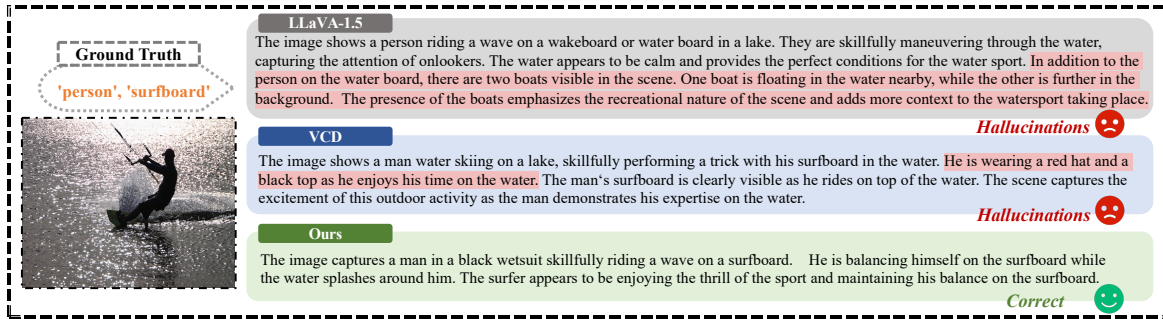 Ground Truth
'person', 'surfboard'
LLaVA-1.5
The image shows a person riding a wave on a wakeboard or water board in a lake. They are skillfully maneuvering through the water,
capturing the attention of onlookers. The water appears to be calm and provides the perfect conditions for the water sport. In addition to the
person on the water board, there are two boats visible in the scene. One boat is floating in the water nearby, while the other is further in the
background. The presence of the boats emphasizes the recreational nature of the scene and adds more context to the watersport taking place.
Hallucinations
VCD
The image shows a man water skiing on a lake, skillfully performing a trick with his surfboard in the water. He is wearing a red hat and a
black top as he enjoys his time on the water. The man‘s surfboard is clearly visible as he rides on top of the water. The scene captures the
excitement of this outdoor activity as the man demonstrates his expertise on the water.
Hallucinations
Ours
The image captures a man in a black wetsuit skillfully riding a wave on a surfboard. He is balancing himself on the surfboard while
the water splashes around him. The surfer appears to be enjoying the thrill of the sport and maintaining his balance on the surfboard.
Correct